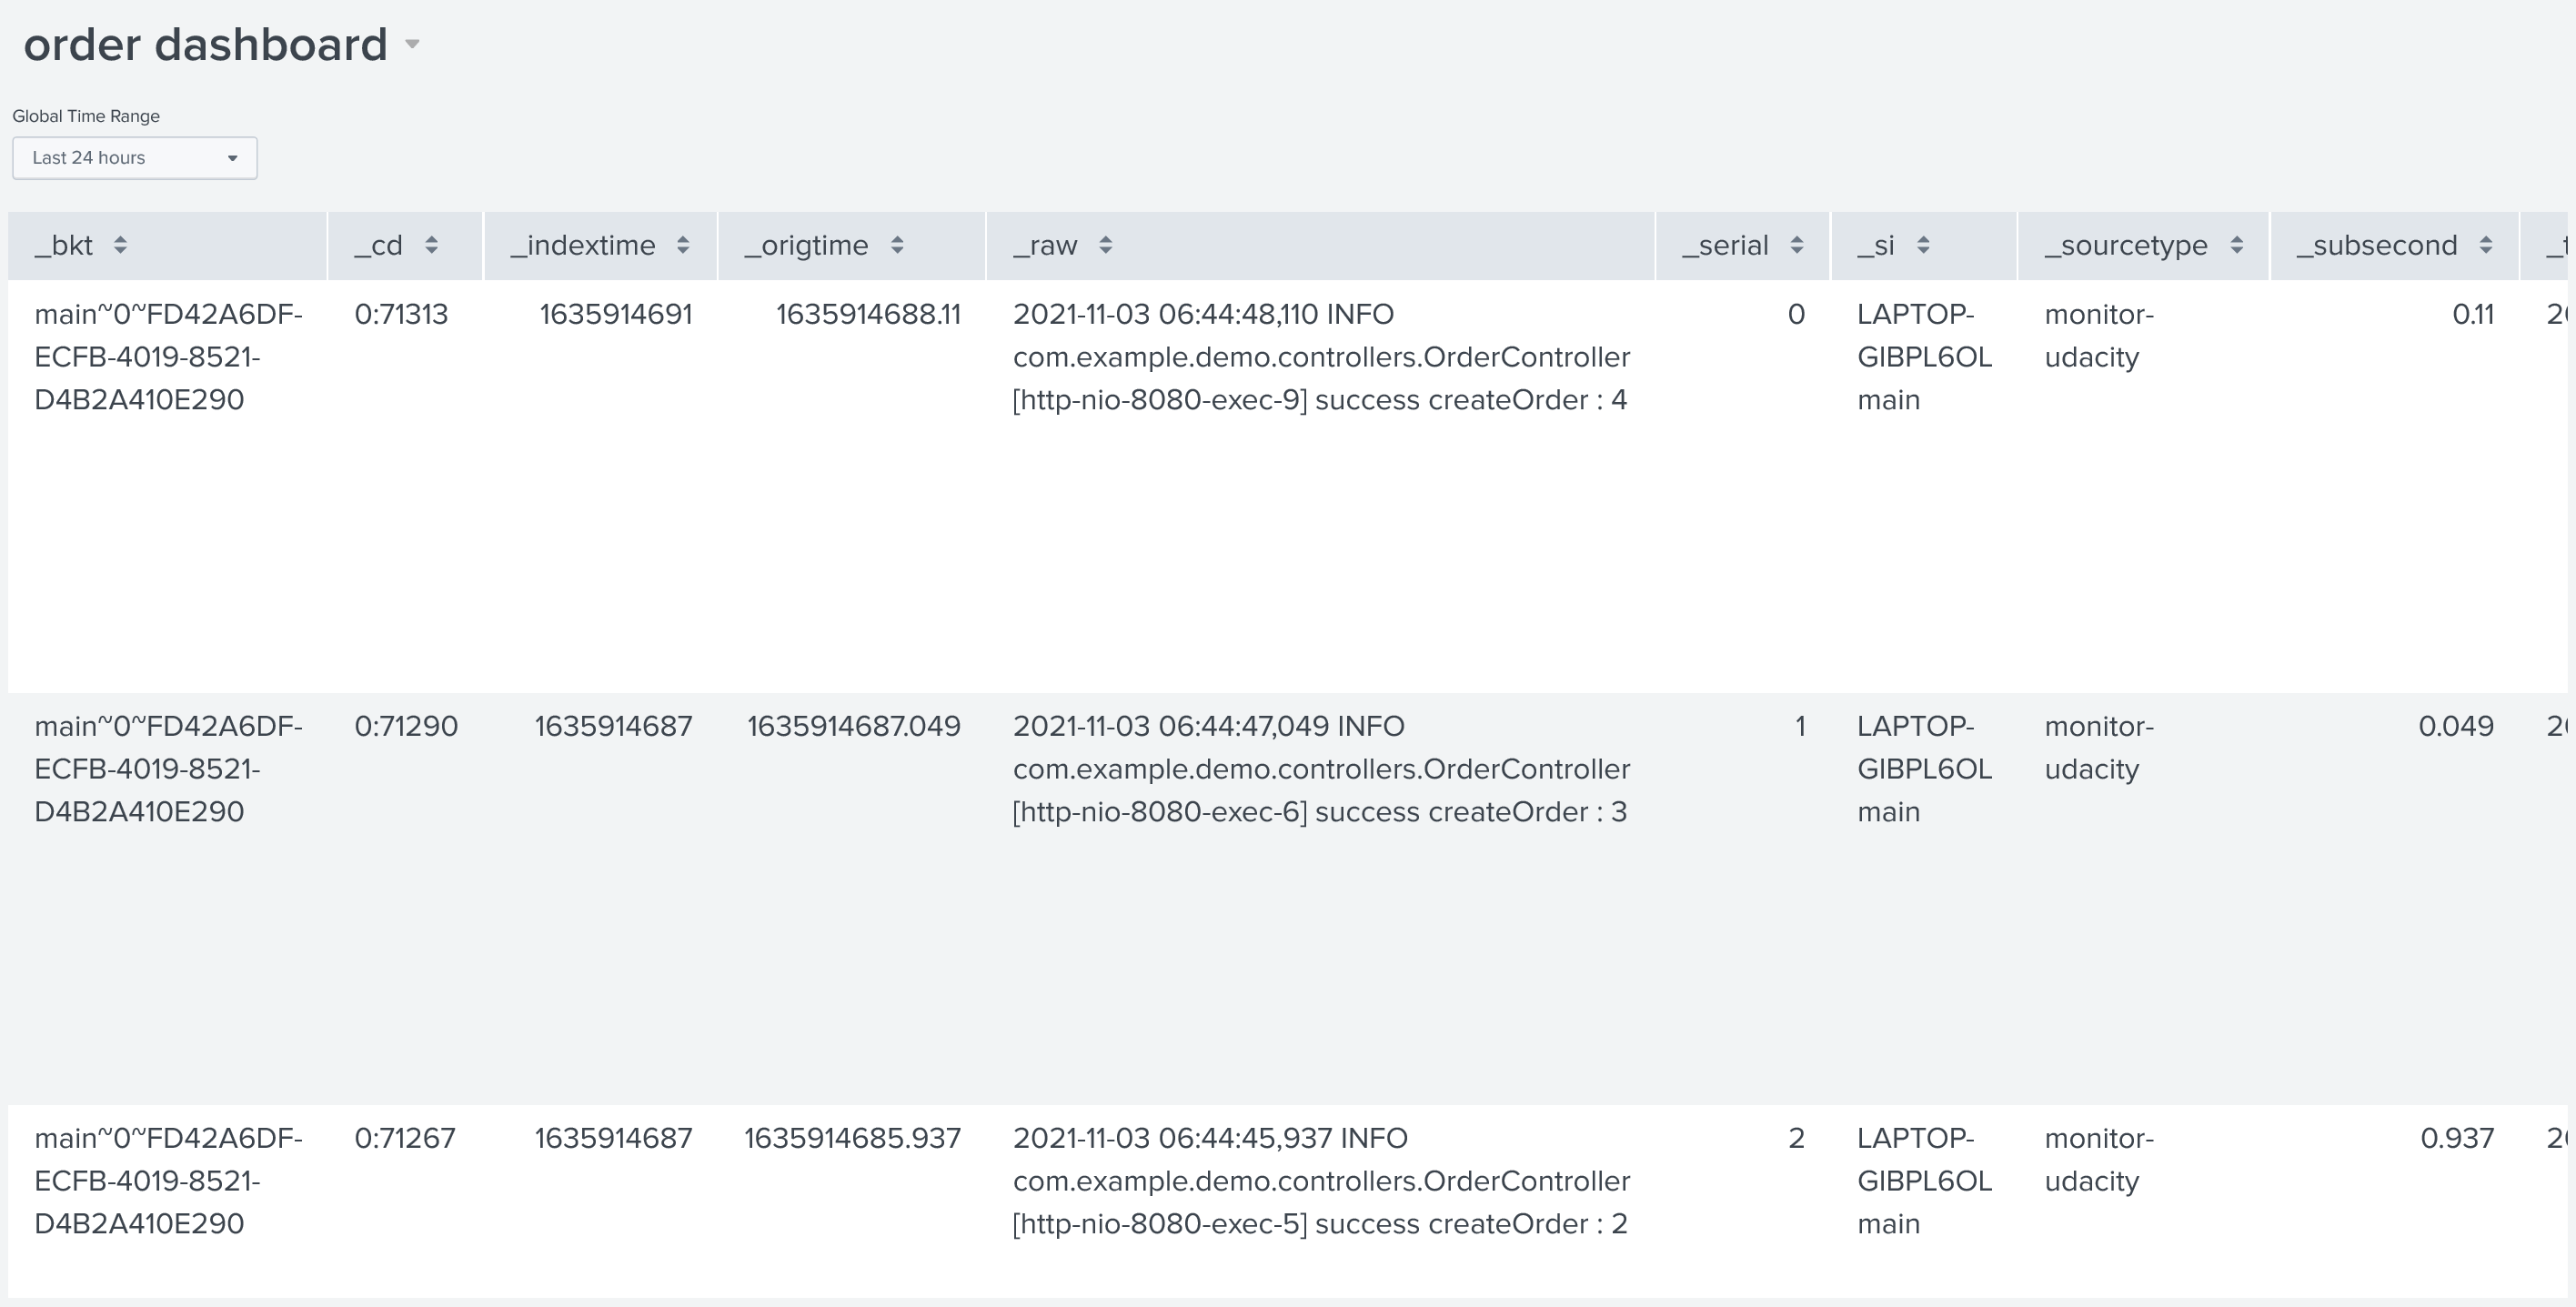 order dashboard
Global Time Range
Last 24 hours
_bkt _cd _indextime _origtime _raw _serial _si _sourcetype _subsecond
main~0~FD42A6DF- 0:71313 1635914691 1635914688.11 2021-11-03 06:44:48,110 INFO 0 LAPTOP- monitor- 0.11
ECFB-4019-8521- com.example.demo.controllers.OrderController GIBPL6OL udacity
D4B2A410E290 [http-nio-8080-exec-9] success createOrder : 4 main
main~0~FD42A6DF- 0:71290 1635914687 1635914687.049 2021-11-03 06:44:47,049 INFO 1 LAPTOP- monitor- 0.049
ECFB-4019-8521- com.example.demo.controllers.OrderController GIBPL6OL udacity
D4B2A410E290 [http-nio-8080-exec-6] success createOrder : 3 main
main~0~FD42A6DF- 0:71267 1635914687 1635914685.937 2021-11-03 06:44:45,937 INFO 2 LAPTOP- monitor- 0.937
ECFB-4019-8521- com.example.demo.controllers.OrderController GIBPL6OL udacity
D4B2A410E290 [http-nio-8080-exec-5] success createOrder : 2 main